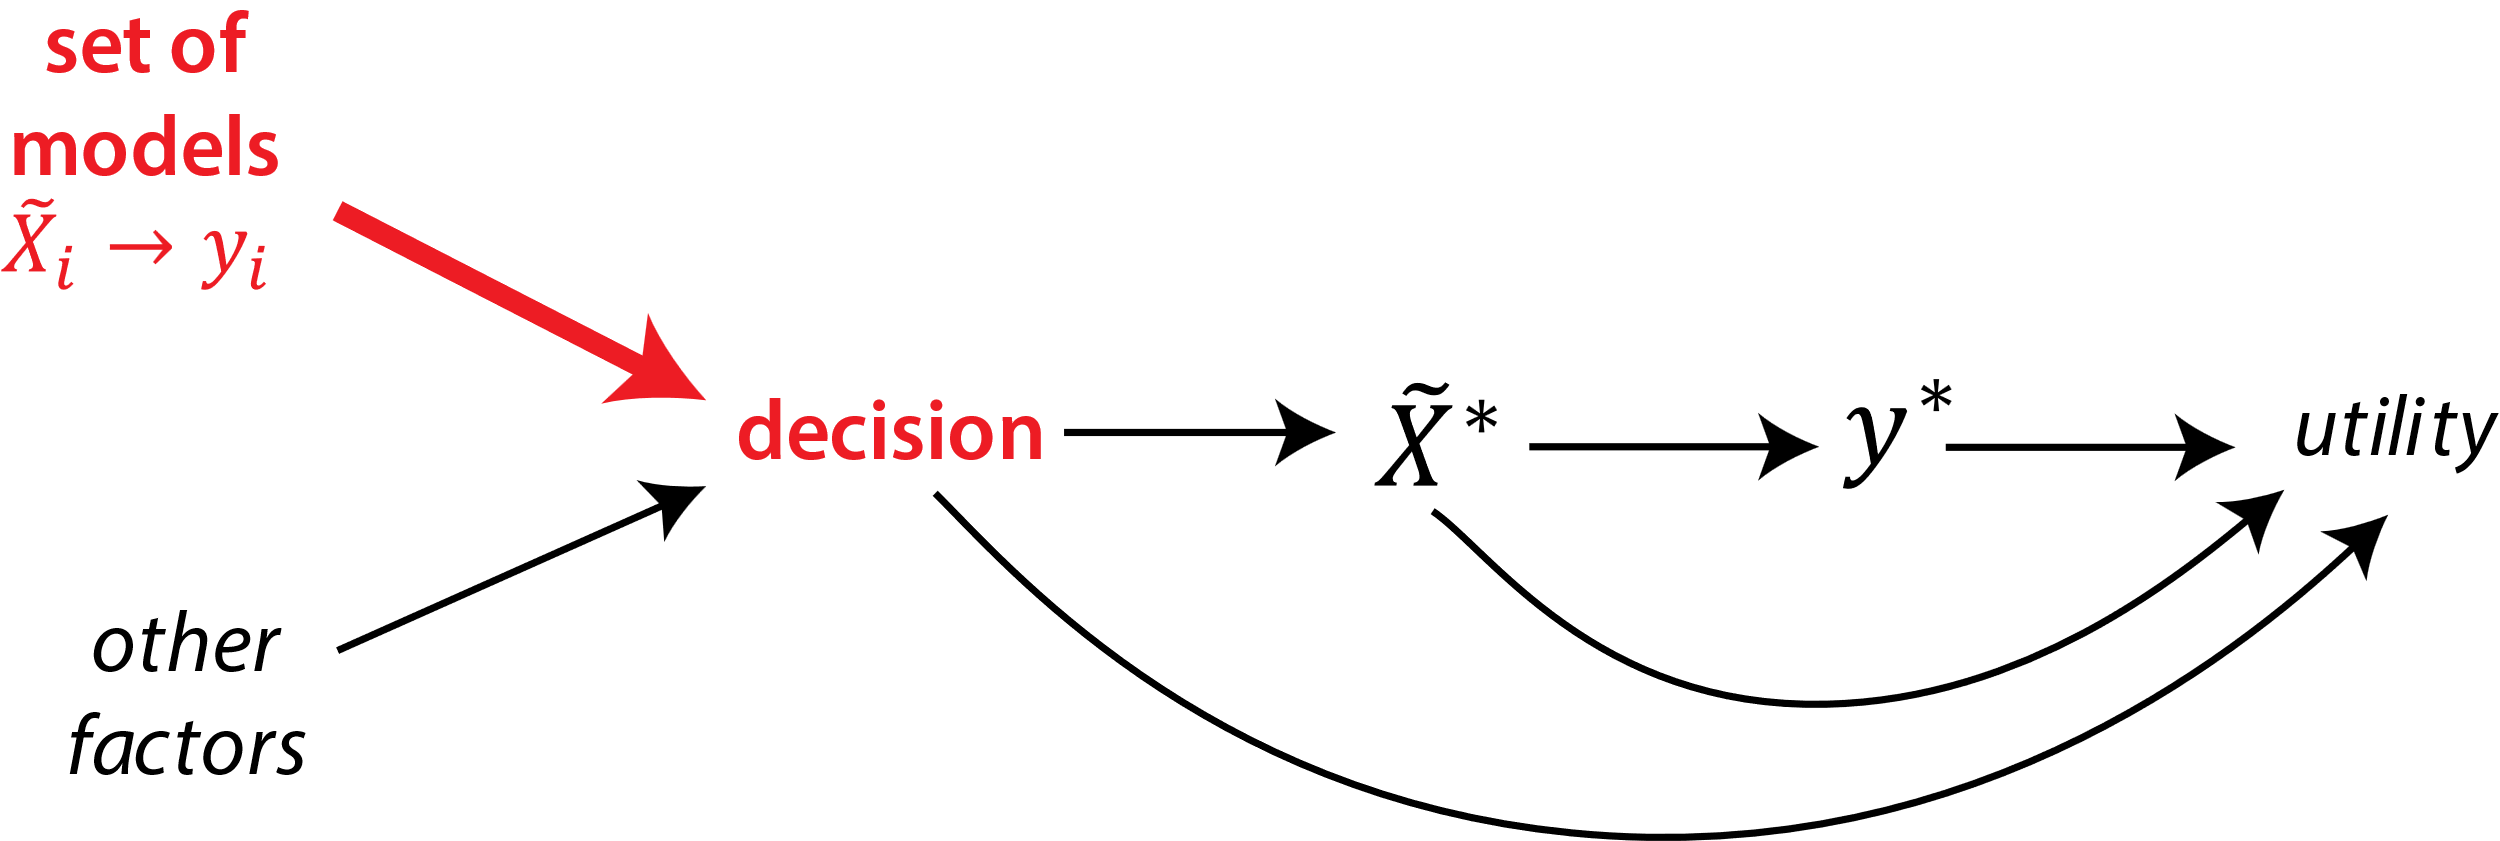 set of
models
X̃ᵢ → yᵢ
decision
X̃*
y*
utility
other
factors